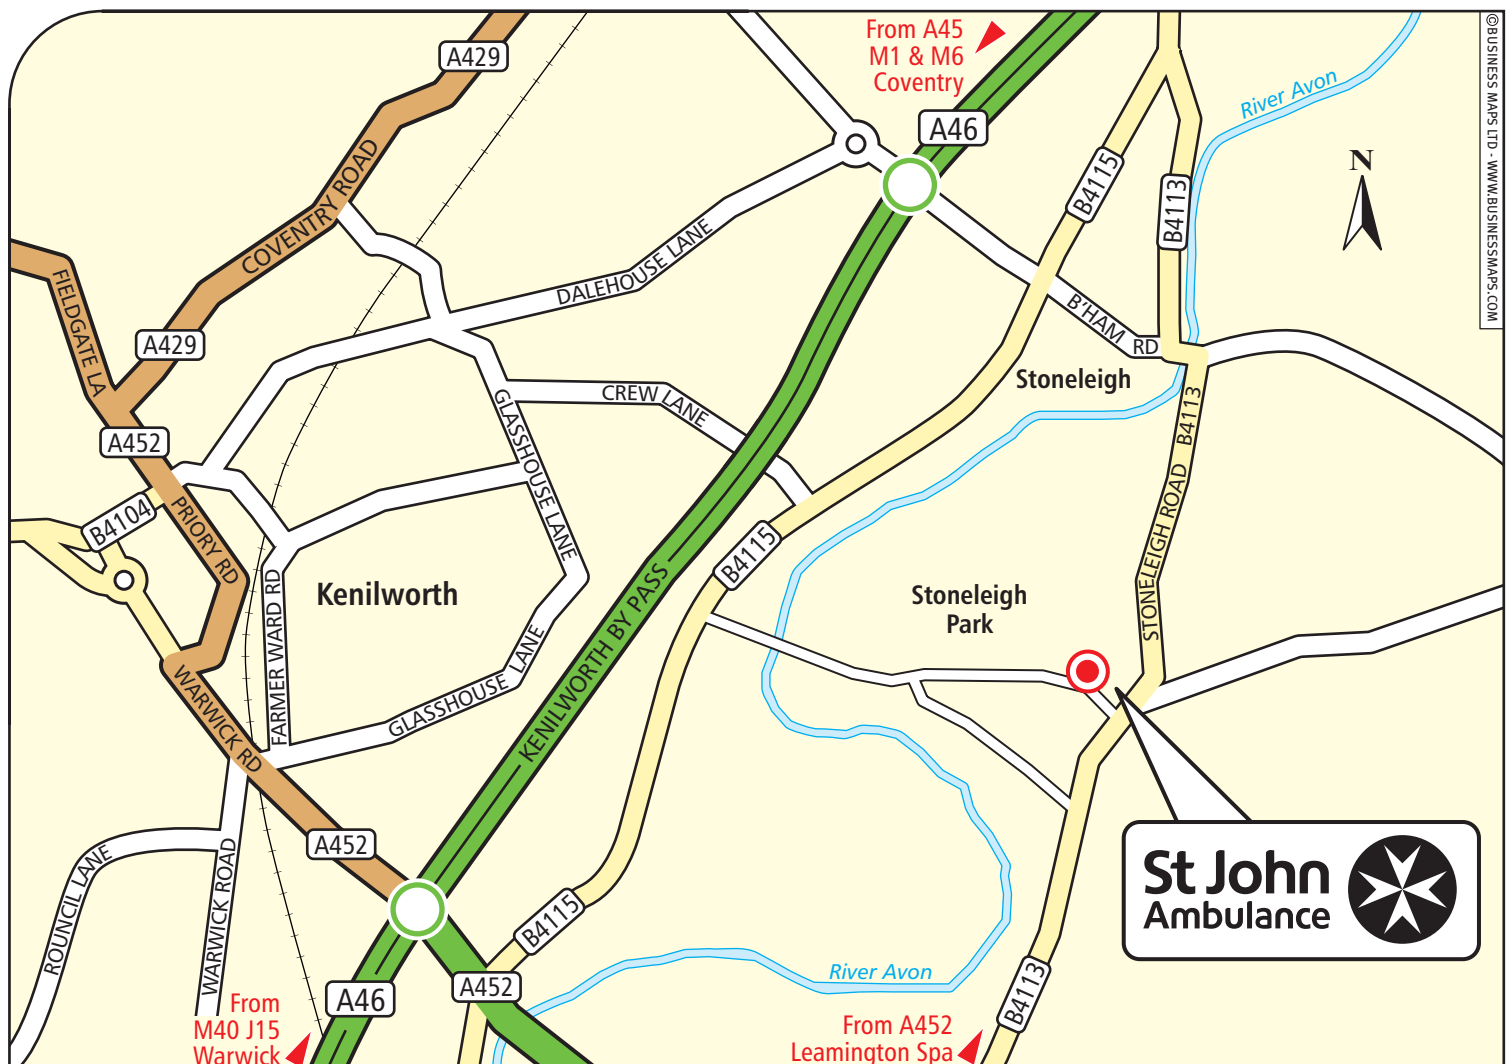 From A45
M1 & M6
Coventry
A429
A46
River Avon
©BUSINESS MAPS LTD - WWW.BUSINESSMAPS.COM
N
COVENTRY ROAD
B4115
B4113
DALEHOUSE LANE
FIELDGATE LA
A429
B'HAM RD
Stoneleigh
CREW LANE
GLASSHOUSE LANE
B4113
A452
B4104
PRIORY RD
STONELEIGH ROAD
B4115
Kenilworth
Stoneleigh
Park
KENILWORTH BY PASS
FARMER WARD RD
GLASSHOUSE LANE
WARWICK RD
A452
ROUNCIL LANE
WARWICK ROAD
St John
Ambulance
B4115
River Avon
A452
A46
B4113
From
M40 J15
Warwick
From A452
Leamington Spa